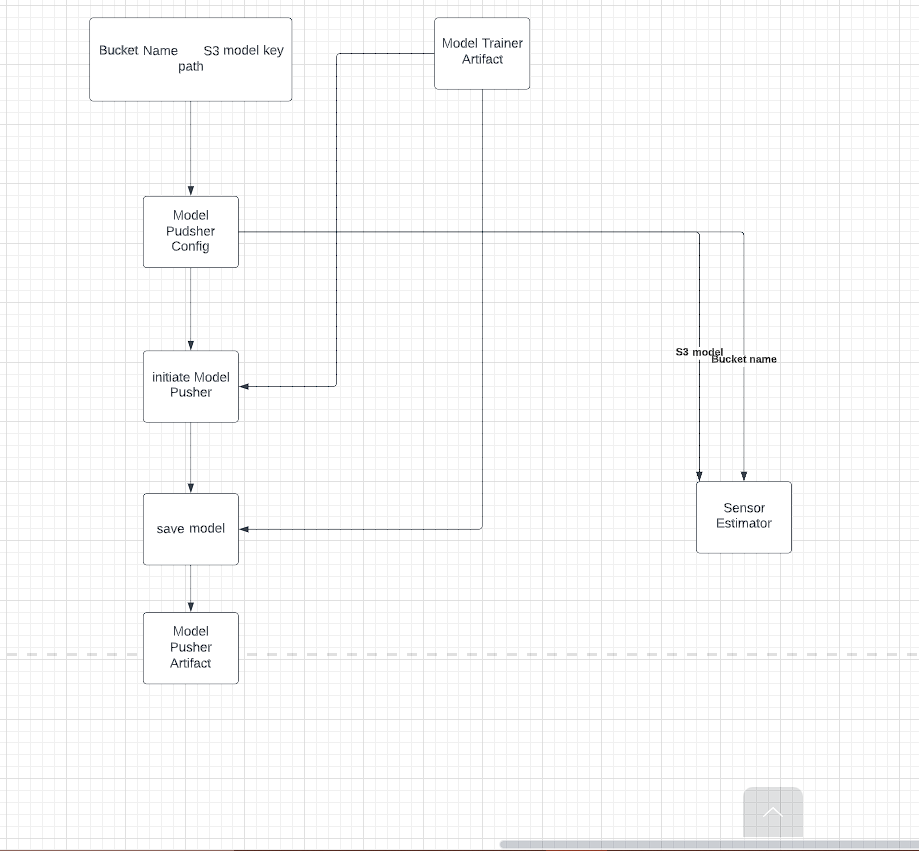 Bucket Name S3 model key
path
Model Trainer
Artifact
Model
Pudsher
Config
S3 model
Bucket name
initiate Model
Pusher
Sensor
Estimator
save model
Model
Pusher
Artifact